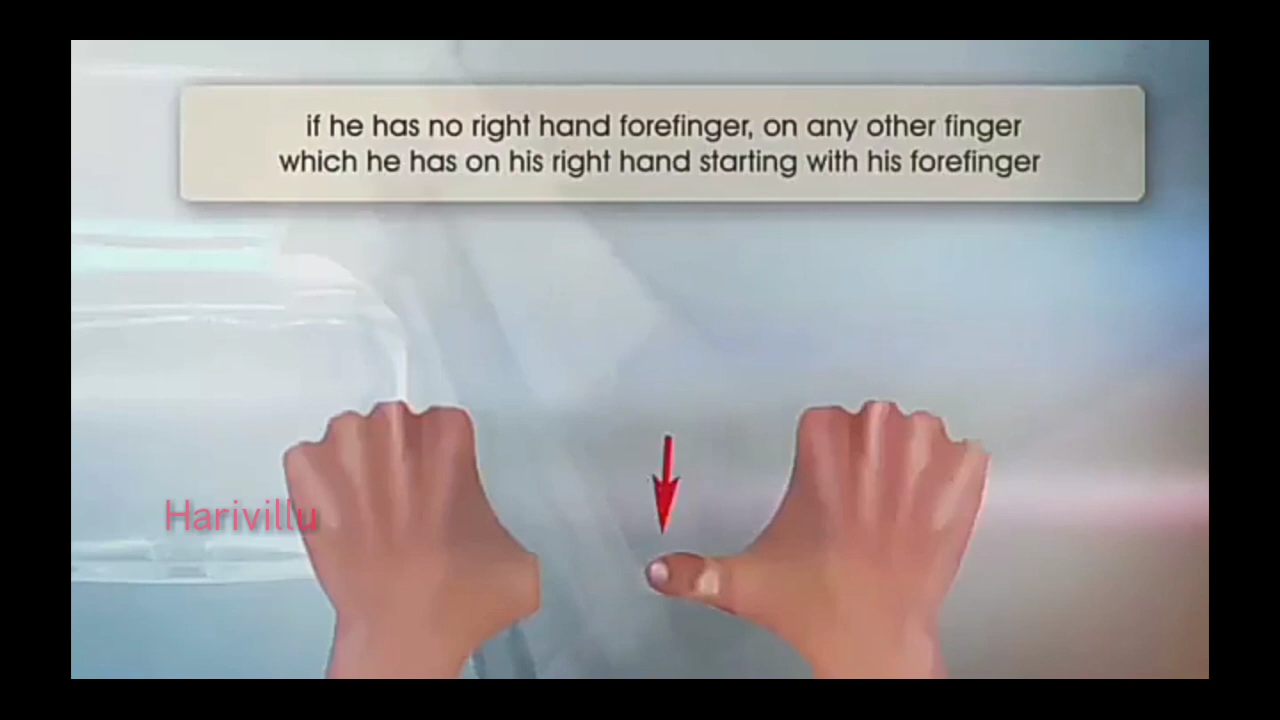 if he has no right hand forefinger, on any other finger
which he has on his right hand starting with his forefinger
Harivillu